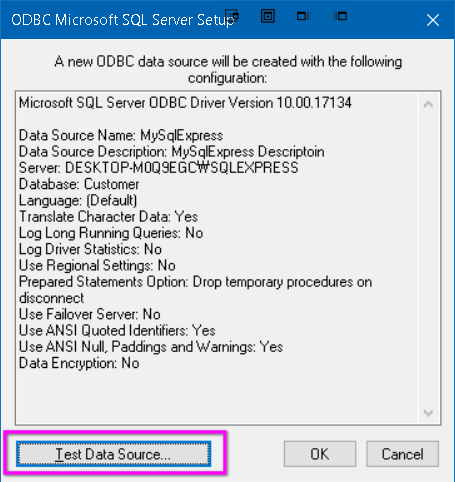 ODBC Microsoft SQL Server Setup
A new ODBC data source will be created with the following
configuration:
Microsoft SQL Server ODBC Driver Version 10.00.17134
Data Source Name: MySqlExpress
Data Source Description: MySqlExpress Descriptoin
Server: DESKTOP-M0Q9EGC₩SQLEXPRESS
Database: Customer
Language: (Default)
Translate Character Data: Yes
Log Long Running Queries: No
Log Driver Statistics: No
Use Regional Settings: No
Prepared Statements Option: Drop temporary procedures on
disconnect
Use Failover Server: No
Use ANSI Quoted Identifiers: Yes
Use ANSI Null, Paddings and Warnings: Yes
Data Encryption: No
Test Data Source...
OK
Cancel